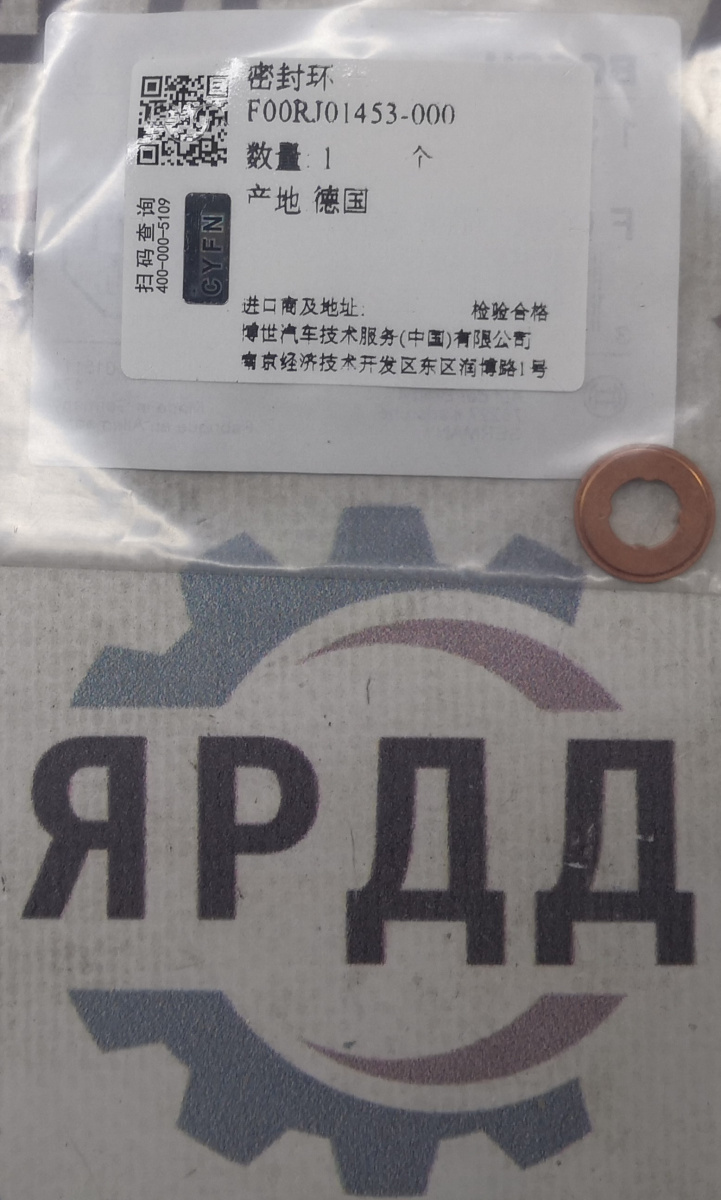 密封环
F00RJ01453-000
数量: 1 个
产地 德国
扫码查询
400-000-5109
CYFN
进口商及地址: 检验合格
博世汽车技术服务(中国)有限公司
南京经济技术开发区东区润博路1号
ЯРДД